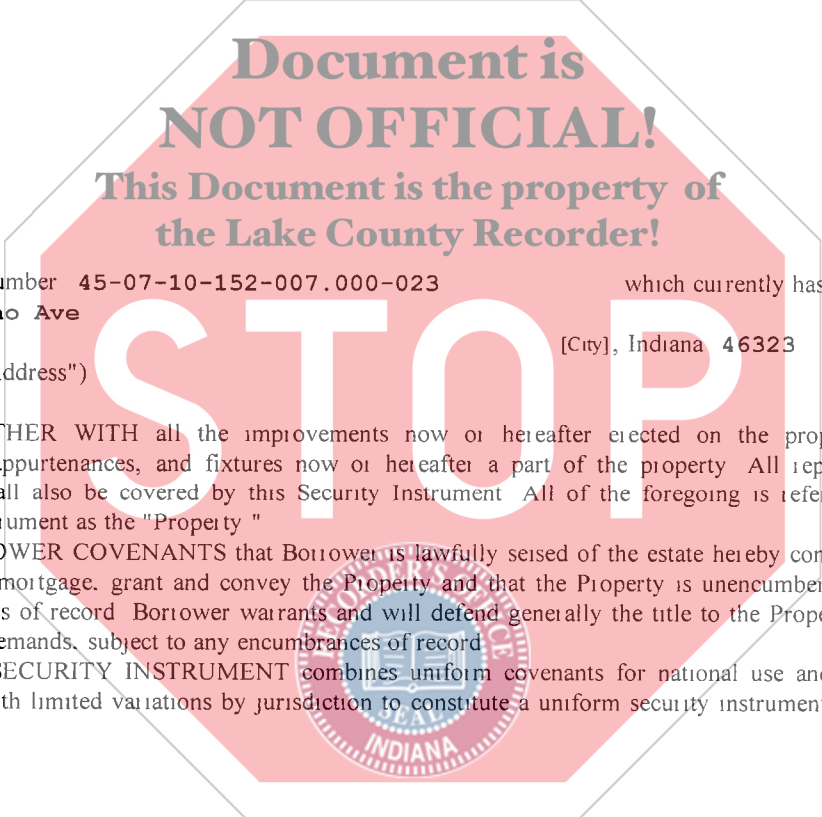 Document is
NOT OFFICIAL!
This Document is the property of
the Lake County Recorder!
umber 45-07-10-152-007.000-023 which currently has
no Ave
[City], Indiana 46323
ddress")
STOP
THER WITH all the improvements now or hereafter erected on the prop
ppurtenances, and fixtures now or hereafter a part of the property All rep
all also be covered by this Security Instrument All of the foregoing is refer
rument as the "Property "
OWER COVENANTS that Borrower is lawfully seised of the estate hereby con
mortgage. grant and convey the Property and that the Property is unencumber
s of record Borrower warrants and will defend generally the title to the Prope
emands. subject to any encumbrances of record
SECURITY INSTRUMENT combines uniform covenants for national use and
th limited variations by jurisdiction to constitute a uniform security instrument
RECORDER'S OFFICE
SEAL
INDIANA